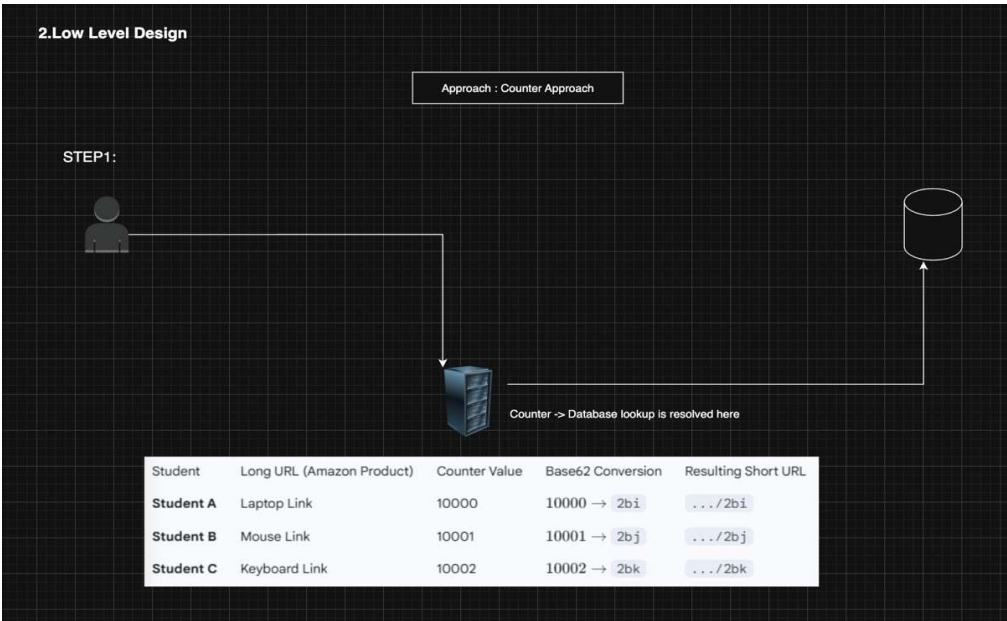 2.Low Level Design
Approach : Counter Approach
STEP1:
Counter -> Database lookup is resolved here
Student Long URL (Amazon Product) Counter Value Base62 Conversion Resulting Short URL
Student A Laptop Link 10000 10000 → 2bi .../2bi
Student B Mouse Link 10001 10001 → 2bj .../2bj
Student C Keyboard Link 10002 10002 → 2bk .../2bk